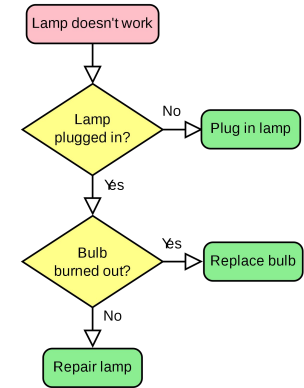 Lamp doesn't work
Lamp
plugged in?
No
Plug in lamp
Yes
Bulb
burned out?
Yes
Replace bulb
No
Repair lamp